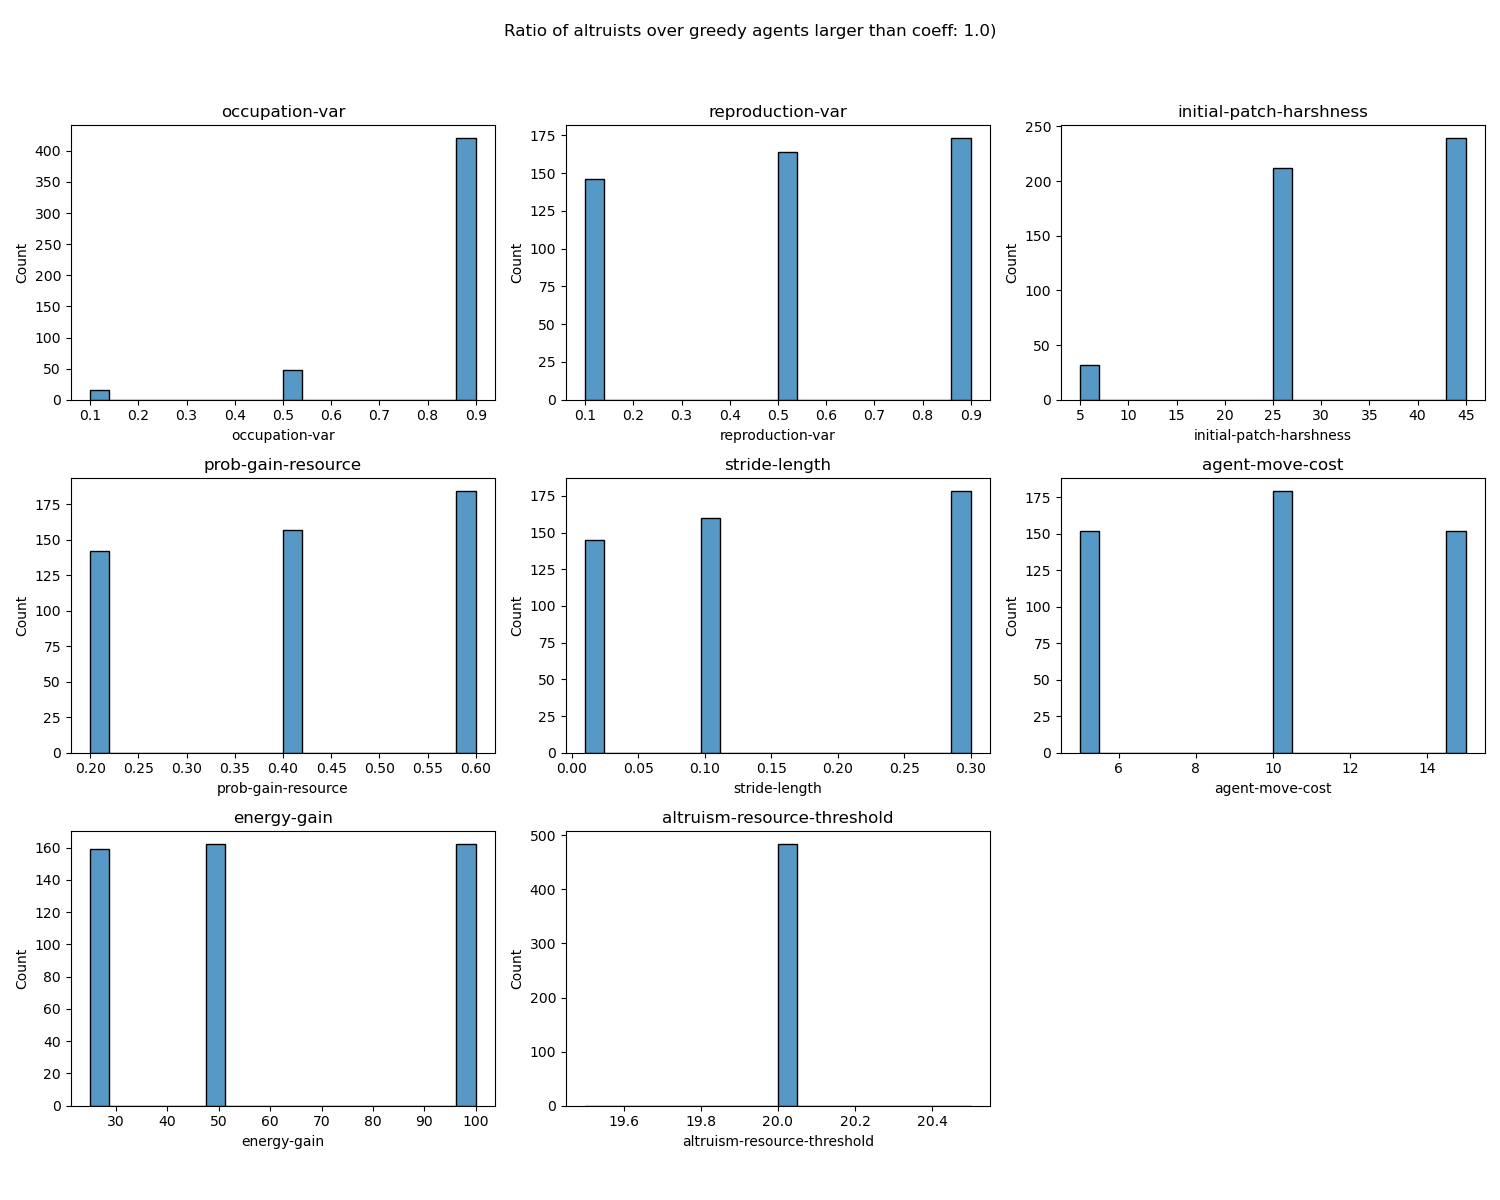 Ratio of altruists over greedy agents larger than coeff: 1.0)
occupation-var
400
350
300
250
200
150
100
50
0
Count
0.1 0.2 0.3 0.4 0.5 0.6 0.7 0.8 0.9
occupation-var
reproduction-var
175
150
125
100
75
50
25
0
Count
0.1 0.2 0.3 0.4 0.5 0.6 0.7 0.8 0.9
reproduction-var
initial-patch-harshness
250
200
150
100
50
0
Count
5 10 15 20 25 30 35 40 45
initial-patch-harshness
prob-gain-resource
175
150
125
100
75
50
25
0
Count
0.20 0.25 0.30 0.35 0.40 0.45 0.50 0.55 0.60
prob-gain-resource
stride-length
175
150
125
100
75
50
25
0
Count
0.00 0.05 0.10 0.15 0.20 0.25 0.30
stride-length
agent-move-cost
175
150
125
100
75
50
25
0
Count
6 8 10 12 14
agent-move-cost
energy-gain
160
140
120
100
80
60
40
20
0
Count
30 40 50 60 70 80 90 100
energy-gain
altruism-resource-threshold
500
400
300
200
100
0
Count
19.6 19.8 20.0 20.2 20.4
altruism-resource-threshold